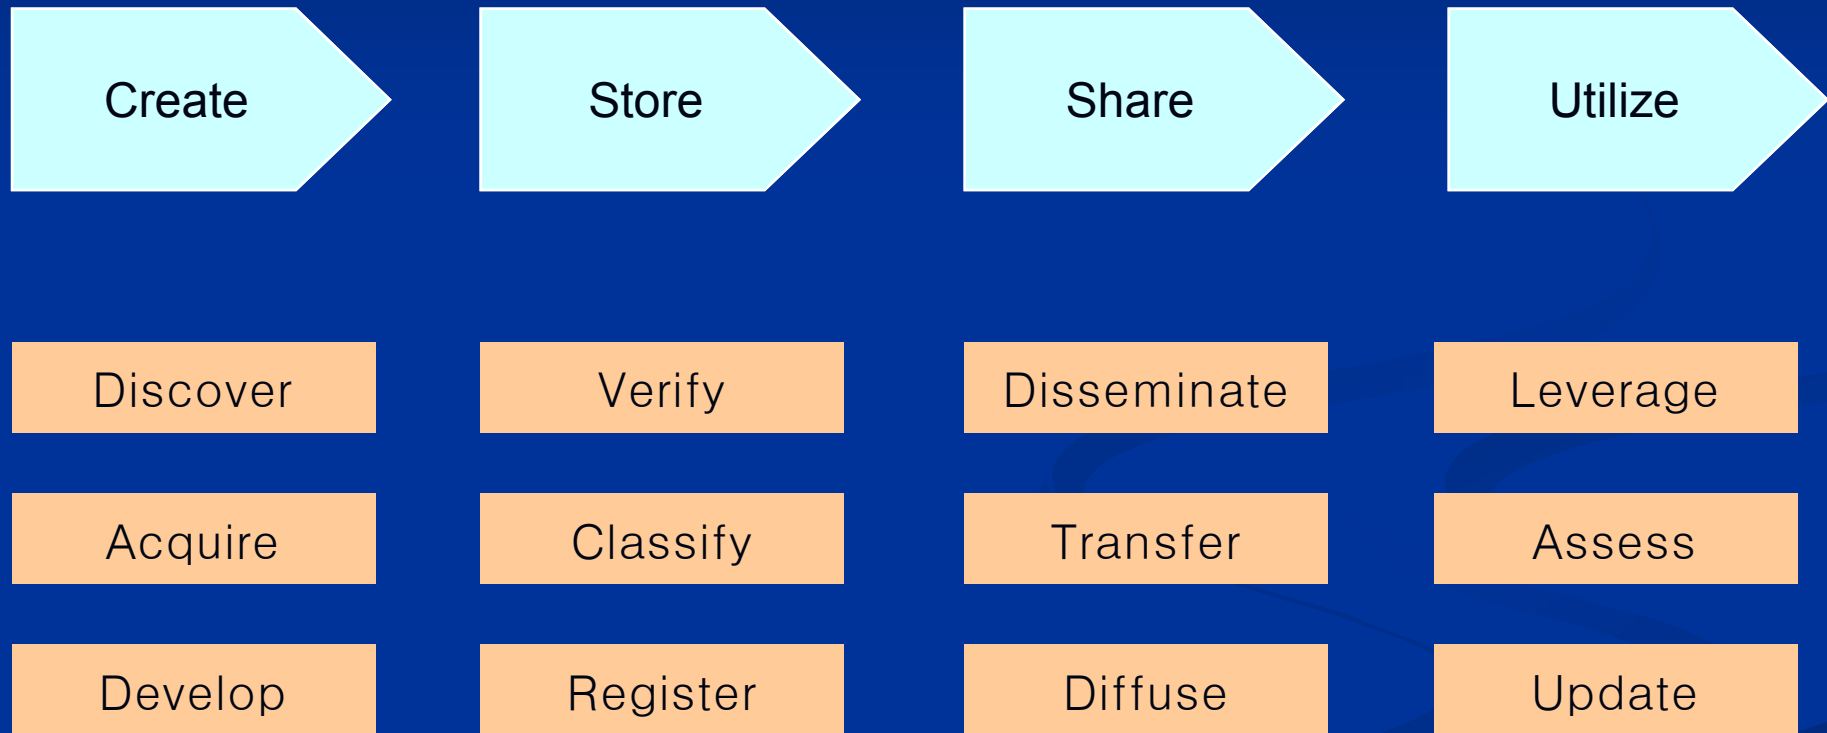 Create
Store
Share
Utilize
Discover
Verify
Disseminate
Leverage
Acquire
Classify
Transfer
Assess
Develop
Register
Diffuse
Update